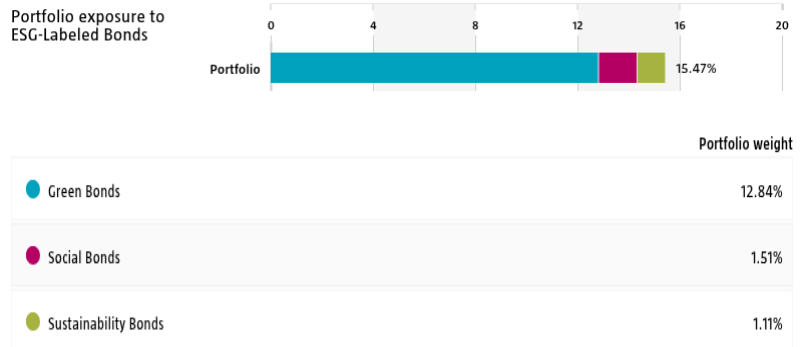 Portfolio exposure to
ESG-Labeled Bonds
0 4 8 12 16 20
Portfolio 15.47%
Portfolio weight
Green Bonds 12.84%
Social Bonds 1.51%
Sustainability Bonds 1.11%